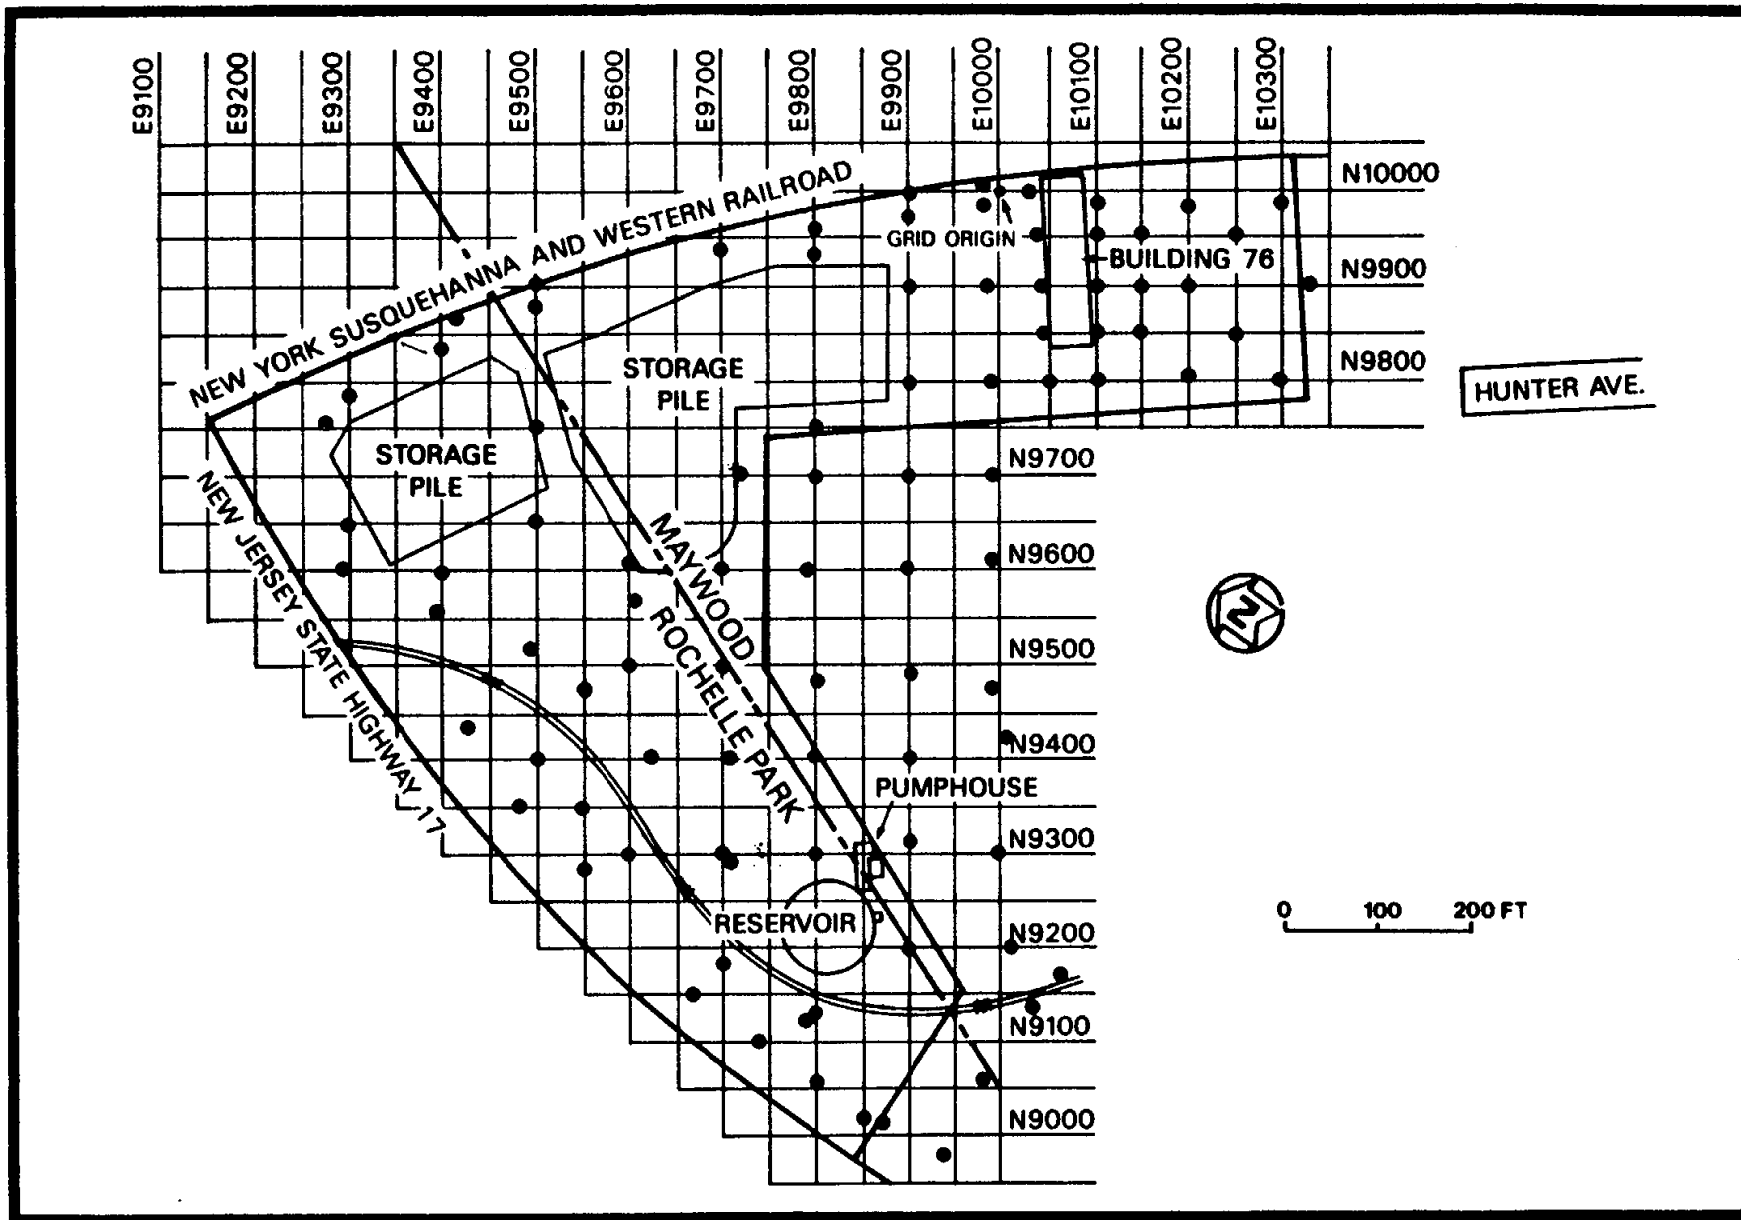 E9100
E9200
E9300
E9400
E9500
E9600
E9700
E9800
E9900
E10000
E10100
E10200
E10300
N10000
NEW YORK SUSQUEHANNA AND WESTERN RAILROAD
GRID ORIGIN
BUILDING 76
N9900
N9800
STORAGE
PILE
HUNTER AVE.
STORAGE
PILE
N9700
NEW JERSEY STATE HIGHWAY 17
MAYWOOD
ROCHELLE PARK
N9600
N
N9500
N9400
PUMPHOUSE
N9300
RESERVOIR
0 100 200 FT
N9200
N9100
N9000